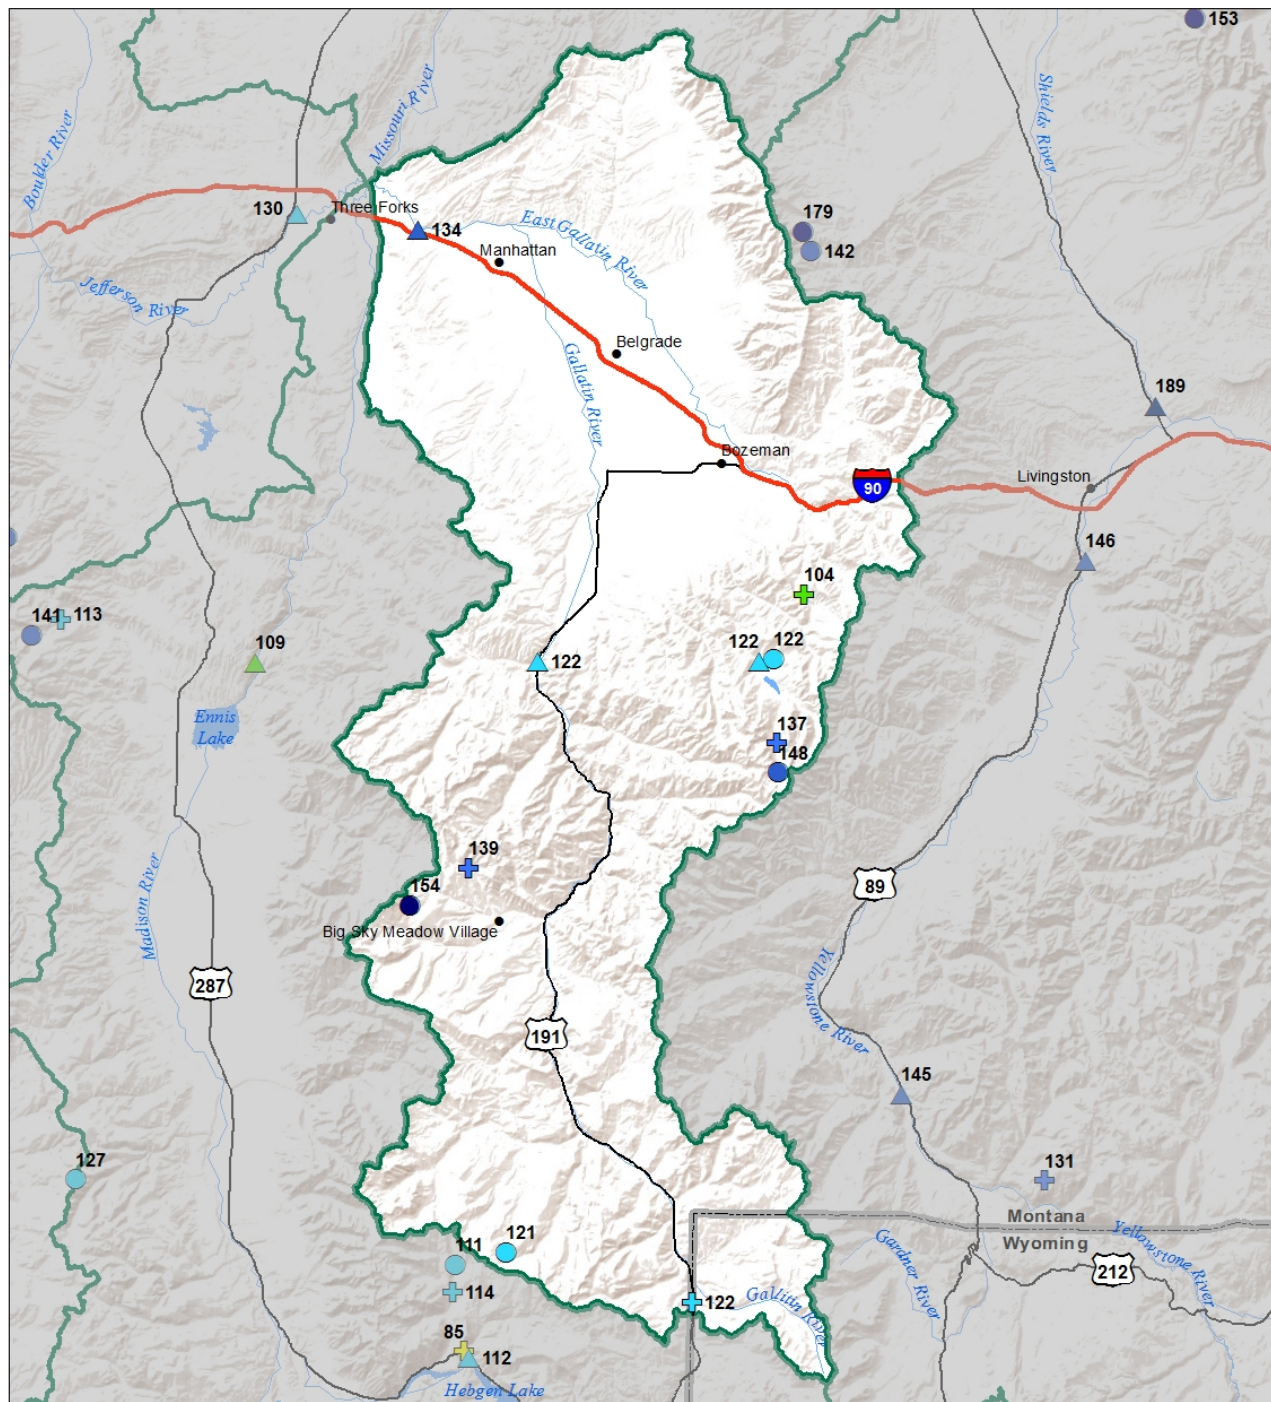 153
Boulder River
Missouri River
Shields River
130
Three Forks
134
East Gallatin River
179
142
Manhattan
Jefferson River
Belgrade
Gallatin River
189
Bozeman
90
Livingston
146
104
141
113
109
122
122
122
Ennis
Lake
137
148
139
154
89
Big Sky Meadow Village
Madison River
287
Yellowstone River
191
145
127
131
Montana
Wyoming
Yellowstone River
Gardner River
212
111
121
114
122
Gallitin River
85
112
Hebgen Lake